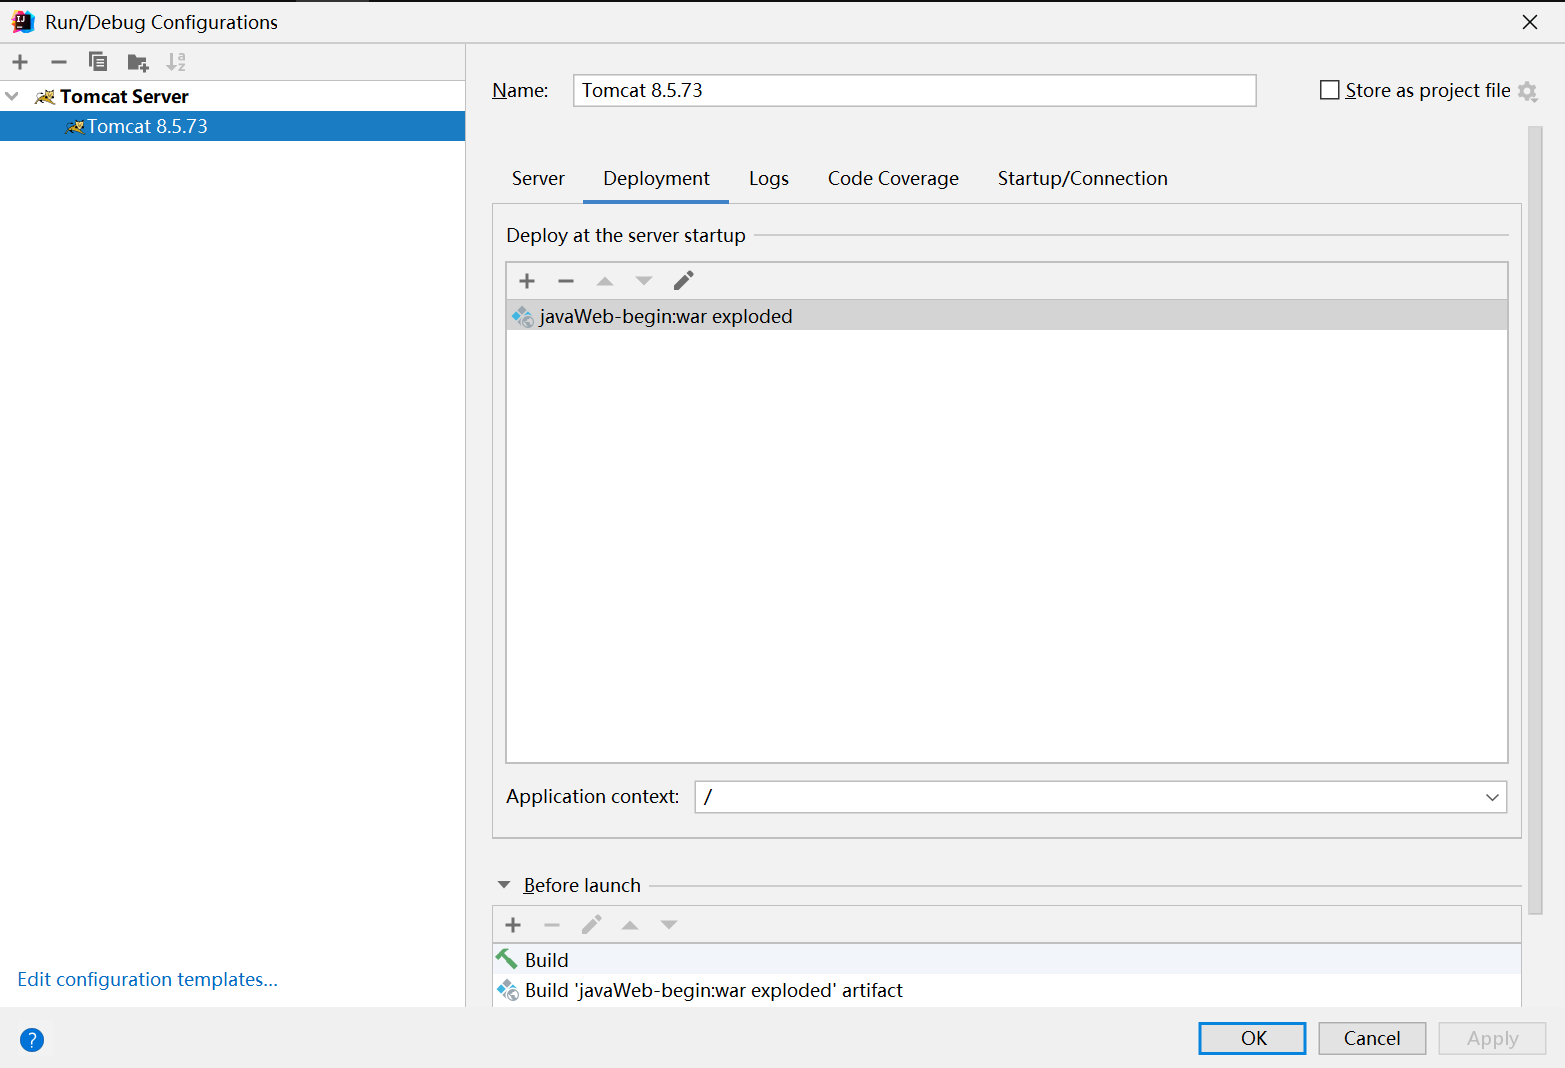 Run/Debug Configurations
Tomcat Server
Tomcat 8.5.73
Edit configuration templates...
Name: Tomcat 8.5.73 Store as project file
Server Deployment Logs Code Coverage Startup/Connection
Deploy at the server startup
javaWeb-begin:war exploded
Application context: /
Before launch
Build
Build 'javaWeb-begin:war exploded' artifact
?
OK Cancel Apply